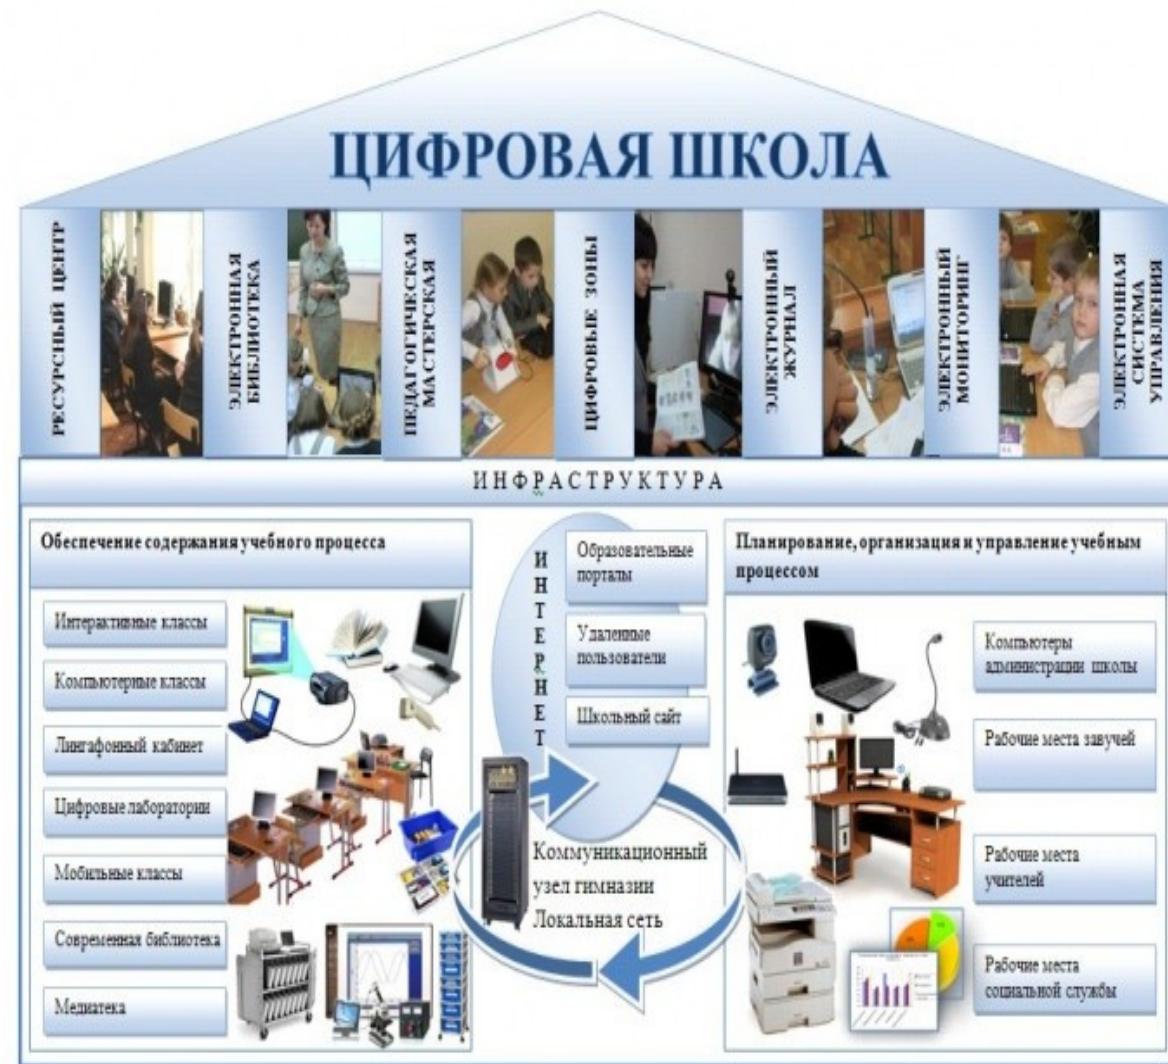 ЦИФРОВАЯ ШКОЛА
РЕСУРСНЫЙ ЦЕНТР
ЭЛЕКТРОННАЯ
БИБЛИОТЕКА
ПЕДАГОГИЧЕСКАЯ
МАСТЕРСКАЯ
ЦИФРОВЫЕ ЗОНЫ
ЭЛЕКТРОННЫЙ
ЖУРНАЛ
ЭЛЕКТРОННЫЙ
МОНИТОРИНГ
ЭЛЕКТРОННАЯ
СИСТЕМА
УПРАВЛЕНИЯ
ИНФРАСТРУКТУРА
Обеспечение содержания учебного процесса
Интерактивные классы
Компьютерные классы
Лингафонный кабинет
Цифровые лаборатории
Мобильные классы
Современная библиотека
Медиатека
ИНТЕРНЕТ
Образовательные
порталы
Удаленные
пользователи
Школьный сайт
Коммуникационный
узел гимназии
Локальная сеть
Планирование, организация и управление учебным
процессом
Компьютеры
администрации школы
Рабочие места завучей
Рабочие места
учителей
Рабочие места
социальной службы